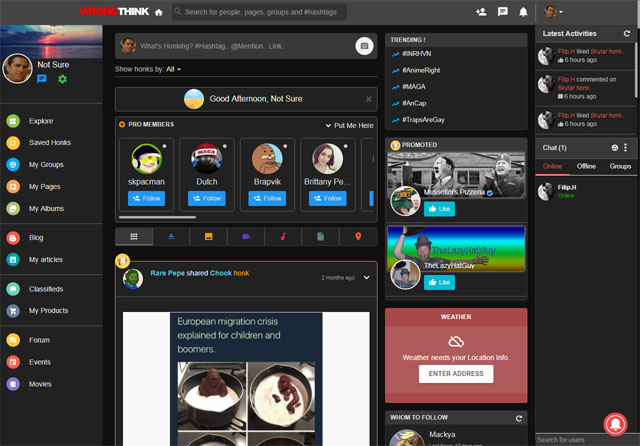 WRONGTHINK
Search for people, pages, groups and #hashtags
Not Sure
Explore
Saved Honks
My Groups
My Pages
My Albums
Blog
My articles
Classifieds
My Products
Forum
Events
Movies
What's Honking? #Hashtag.. @Mention.. Link..
Show honks by: All
Good Afternoon, Not Sure
PRO MEMBERS
Put Me Here
skpacman
Follow
Dutch
Follow
Brapvik
Follow
Brittany Pe...
Follow
Rare Pepe shared Chook honk
2 months ago
European migration crisis
explained for children and
boomers.
TRENDING !
#INRHVN
#AnimeRight
#MAGA
#AnCap
#TrapsAreGay
PROMOTED
Mussolini's Pizzeria
Like
TheLazyHatGuy
TheLazyHatGuy
Like
WEATHER
Weather needs your Location Info.
ENTER ADDRESS
WHOM TO FOLLOW
Mackya
Latest Activities
Filip.H liked Skylar honk.
6 hours ago
Filip.H commented on
Skylar honk.
6 hours ago
Filip.H liked Skylar honk.
6 hours ago
Chat (1)
Online
Offline
Groups
Filip.H
Online
Search for users